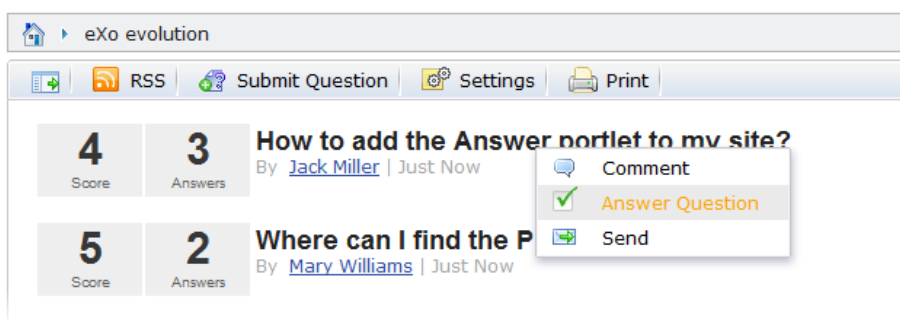 eXo evolution
RSS Submit Question Settings Print
4 3 How to add the Answer portlet to my site?
Score Answers By Jack Miller | Just Now
Comment
Answer Question
Send
5 2 Where can I find the P
Score Answers By Mary Williams | Just Now